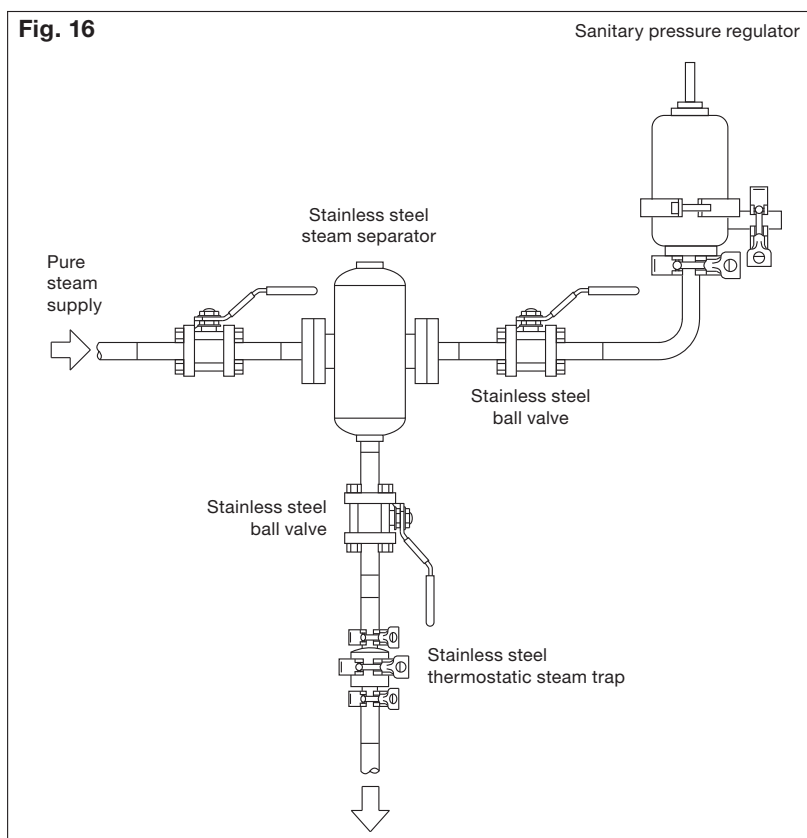 Fig. 16
Sanitary pressure regulator
Stainless steel
steam separator
Pure
steam
supply
Stainless steel
ball valve
Stainless steel
ball valve
Stainless steel
thermostatic steam trap